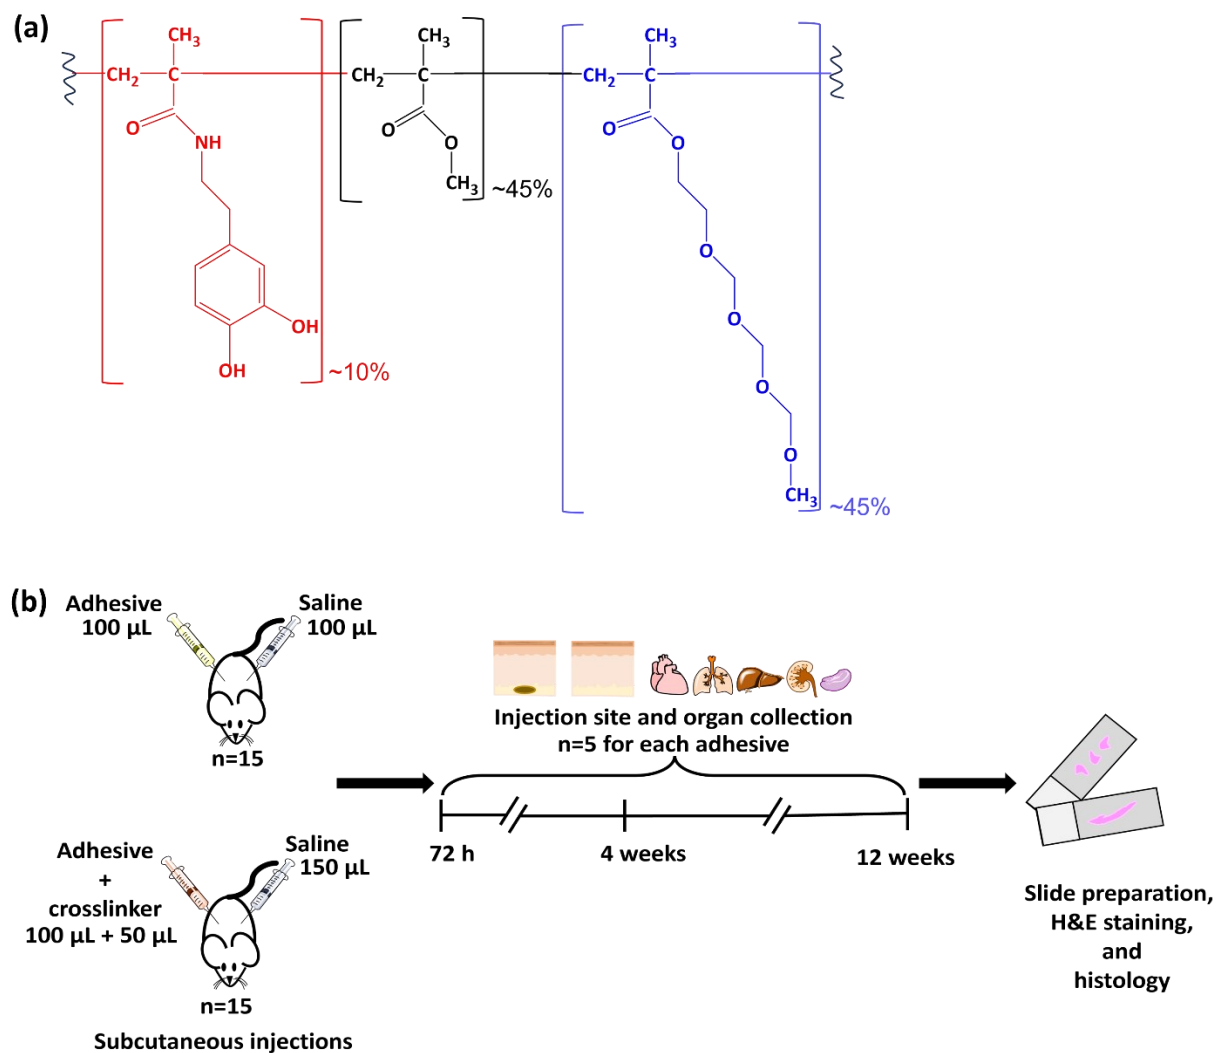 (a)
CH3
CH2
C
O
NH
OH
OH
~10%
CH3
CH2
C
O
O
CH3
~45%
CH3
CH2
C
O
O
O
O
O
O
CH3
~45%
(b)
Adhesive
100 µL
Saline
100 µL
n=15
Adhesive
+
crosslinker
100 µL + 50 µL
Saline
150 µL
n=15
Subcutaneous injections
Injection site and organ collection
n=5 for each adhesive
72 h
4 weeks
12 weeks
Slide preparation,
H&E staining,
and
histology